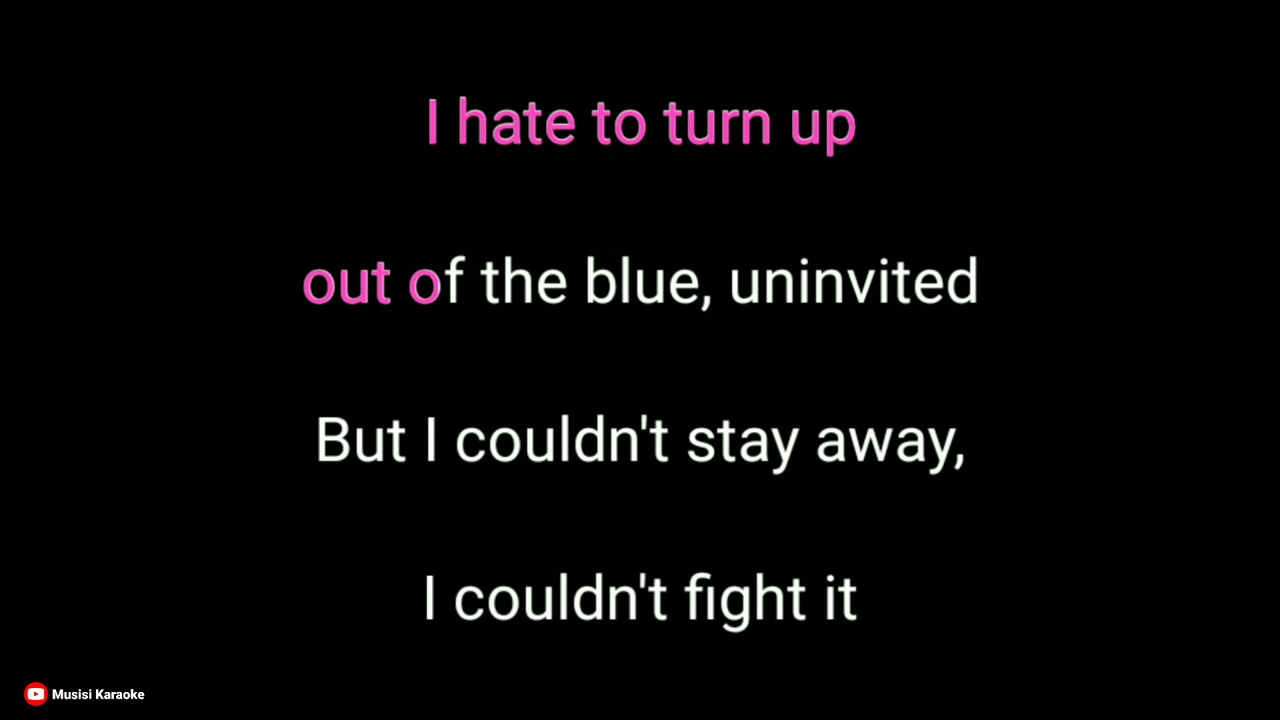 I hate to turn up
out of the blue, uninvited
But I couldn't stay away,
I couldn't fight it
Musisi Karaoke